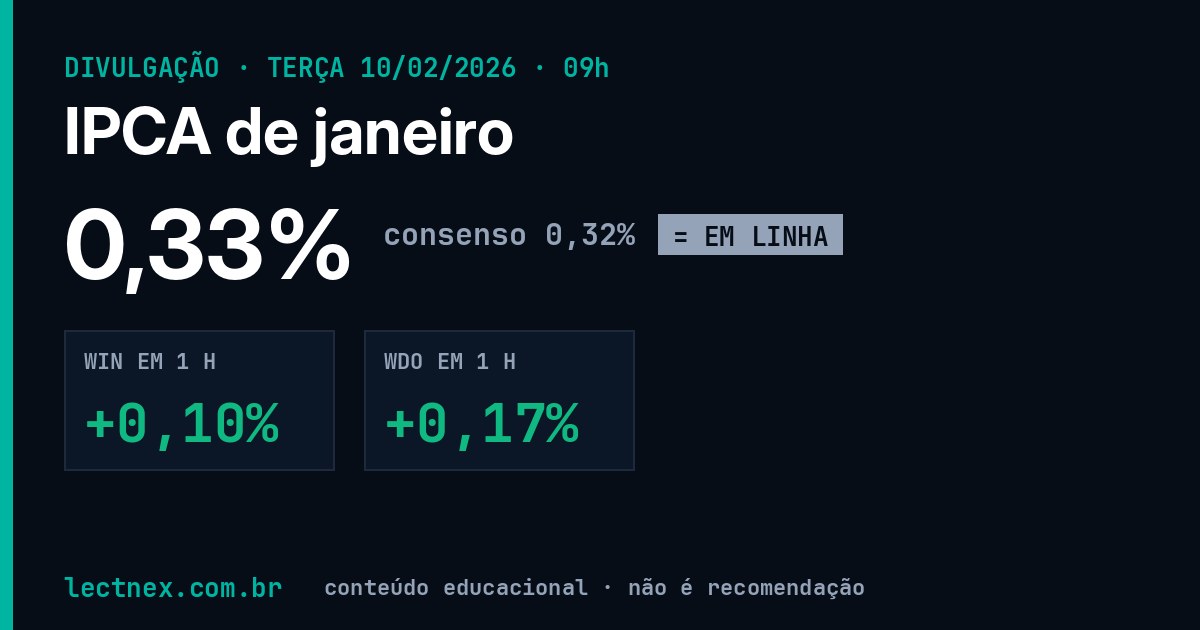 DIVULGAÇÃO · TERÇA 10/02/2026 · 09h
IPCA de janeiro
0,33% consenso 0,32% = EM LINHA
WIN EM 1 H
+0,10%
WDO EM 1 H
+0,17%
lectnex.com.br conteúdo educacional · não é recomendação